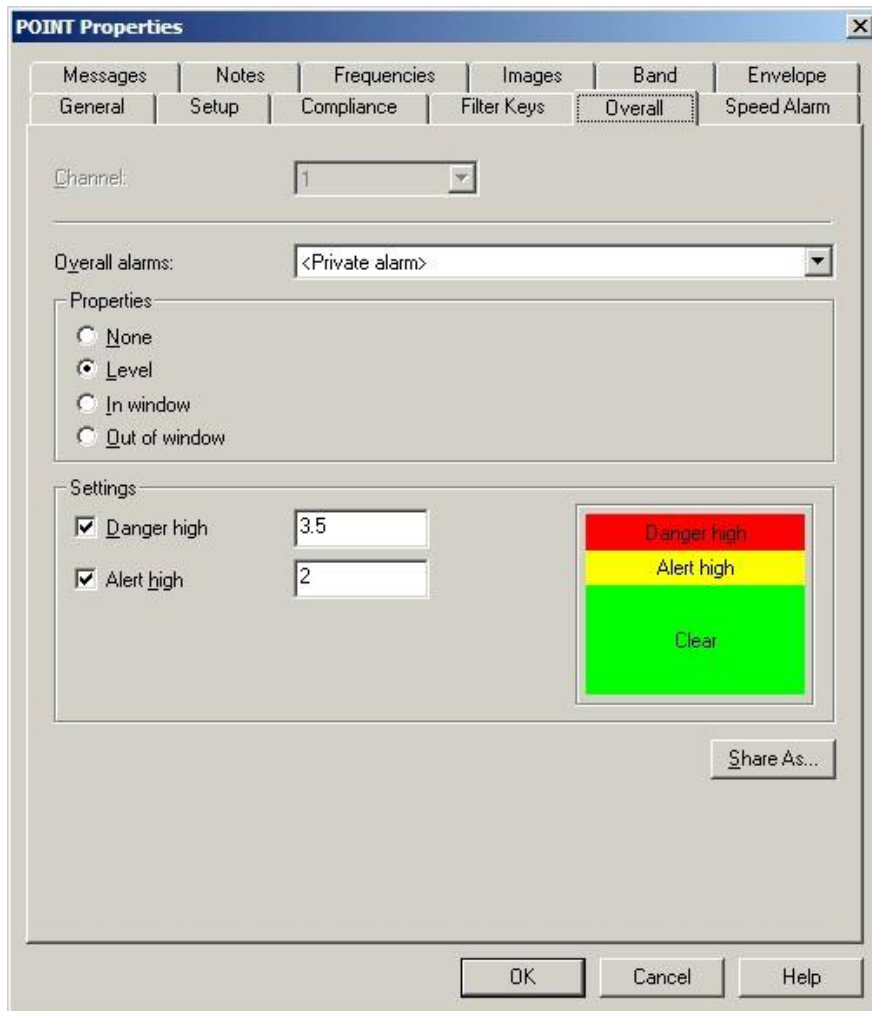 POINT Properties
Messages Notes Frequencies Images Band Envelope
General Setup Compliance Filter Keys Overall Speed Alarm
Channel: 1
Overall alarms: <Private alarm>
Properties
None
Level
In window
Out of window
Settings
Danger high 3.5 Danger high
Alert high 2 Alert high
Clear
Share As...
OK Cancel Help